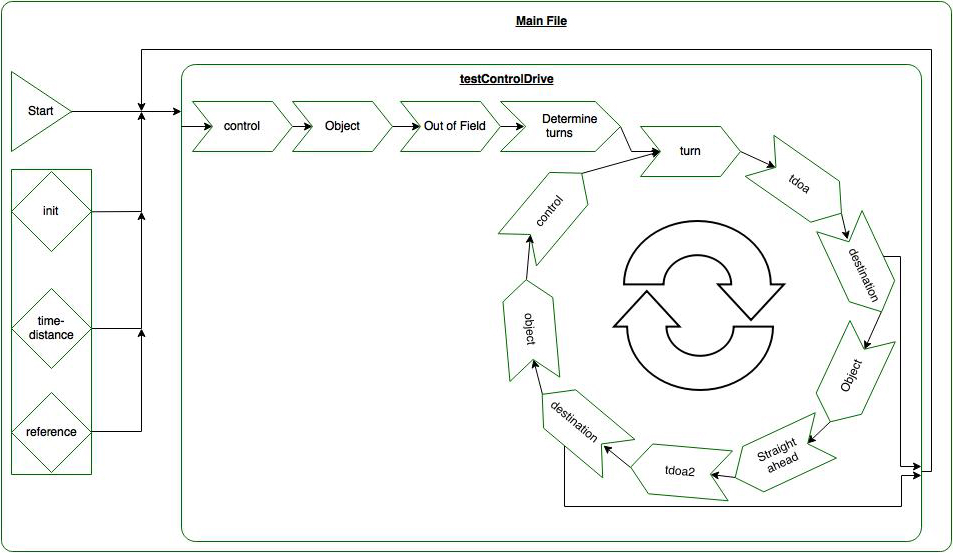 Main File
testControlDrive
Start
control
Object
Out of Field
Determine
turns
turn
tdoa
destination
Object
Straight
ahead
tdoa2
destination
object
control
init
time-
distance
reference